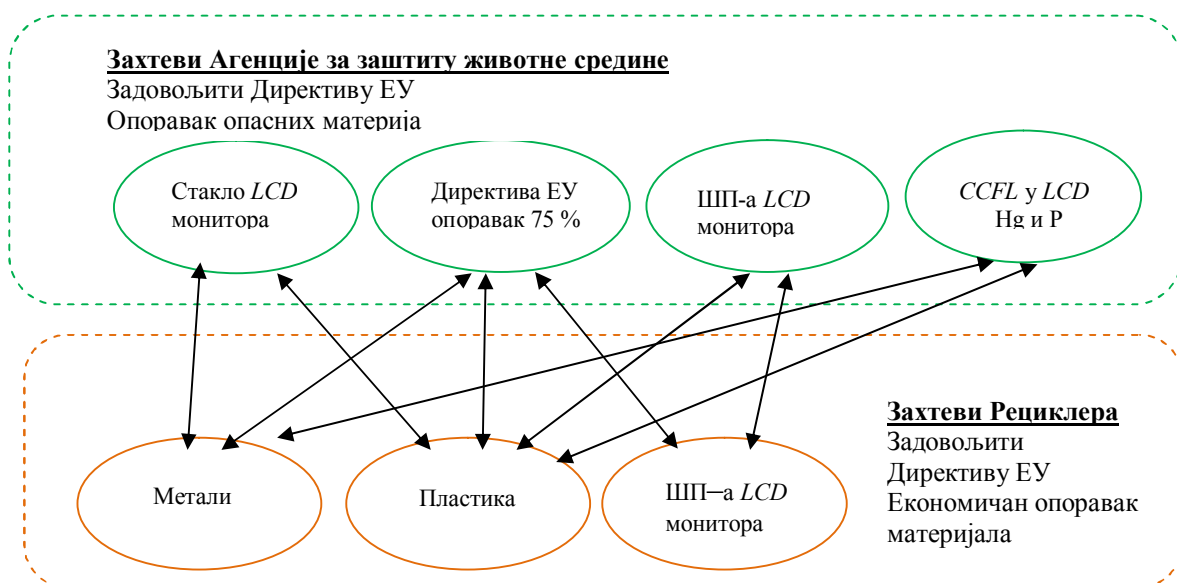 Захтеви Агенције за заштиту животне средине
Задовољити Директиву ЕУ
Опоравак опасних материја
Стакло LCD
монитора
Директива ЕУ
опоравак 75 %
ШП-а LCD
монитора
CCFL у LCD
Hg и P
Захтеви Рециклера
Задовољити
Директиву ЕУ
Економичан опоравак
материјала
Метали
Пластика
ШП–а LCD
монитора